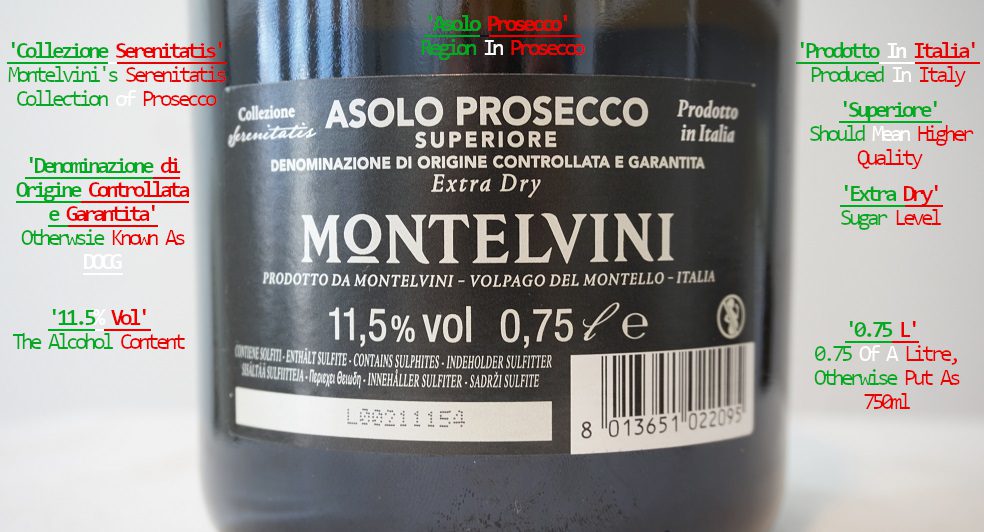 'Asolo Prosecco'
Region In Prosecco
'Collezione Serenitatis'
Montelvini's Serenitatis
Collection of Prosecco
'Denominazione di
Origine Controllata
e Garantita'
Otherwsie Known As
DOCG
'11.5% Vol'
The Alcohol Content
Collezione
Serenitatis
ASOLO PROSECCO
SUPERIORE
Prodotto
in Italia
DENOMINAZIONE DI ORIGINE CONTROLLATA E GARANTITA
Extra Dry
MONTELVINI
PRODOTTO DA MONTELVINI – VOLPAGO DEL MONTELLO – ITALIA
11,5% vol 0,75 l e
CONTIENE SOLFITI - ENTHÄLT SULFITE - CONTAINS SULPHITES - INDEHOLDER SULFITTER
SISÄLTÄÄ SULFIITTEJA - Περιεχει Θειωδη - INNEHÅLLER SULFITER - SADRŽI SULFITE
L00211154
8 013651 022095
'Prodotto In Italia'
Produced In Italy
'Superiore'
Should Mean Higher
Quality
'Extra Dry'
Sugar Level
'0.75 L'
0.75 Of A Litre,
Otherwise Put As
750ml